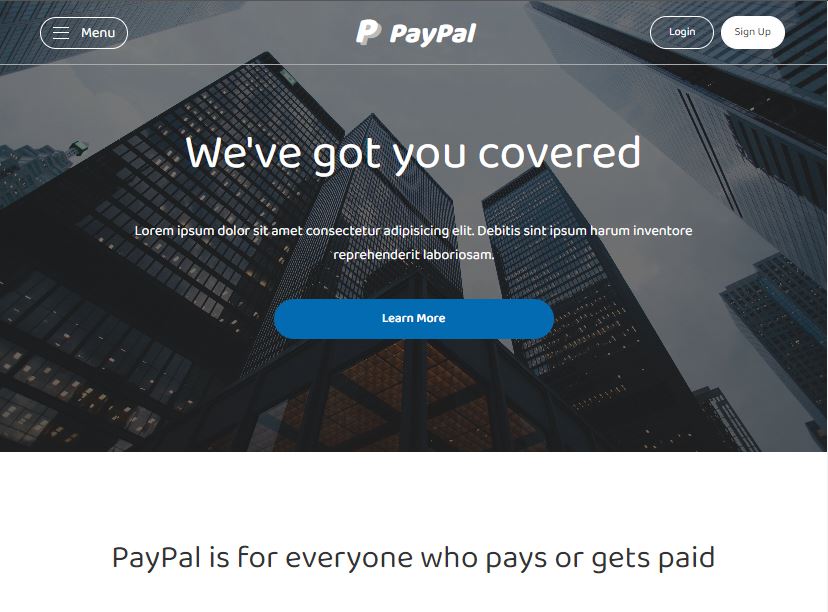 Menu
PayPal
Login
Sign Up
We've got you covered
Lorem ipsum dolor sit amet consectetur adipisicing elit. Debitis sint ipsum harum inventore
reprehenderit laboriosam.
Learn More
PayPal is for everyone who pays or gets paid